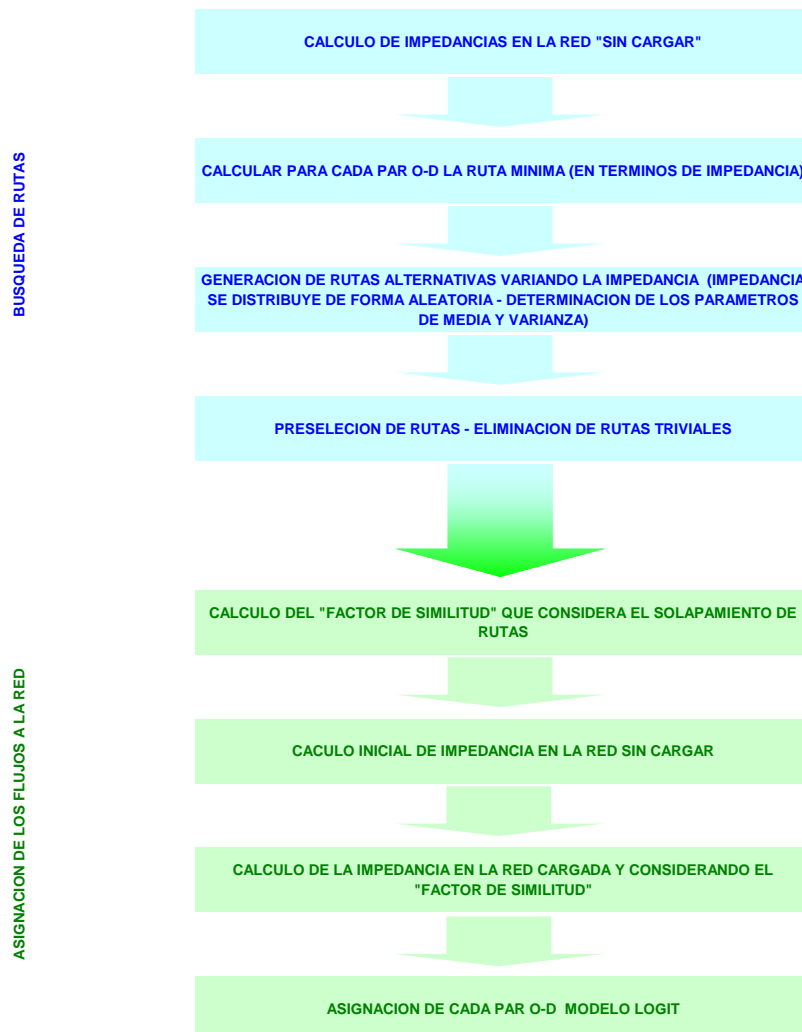 CALCULO DE IMPEDANCIAS EN LA RED "SIN CARGAR"
BUSQUEDA DE RUTAS
CALCULAR PARA CADA PAR O-D LA RUTA MINIMA (EN TERMINOS DE IMPEDANCIA)
GENERACION DE RUTAS ALTERNATIVAS VARIANDO LA IMPEDANCIA (IMPEDANCIA
SE DISTRIBUYE DE FORMA ALEATORIA - DETERMINACION DE LOS PARAMETROS
DE MEDIA Y VARIANZA)
PRESELECION DE RUTAS - ELIMINACION DE RUTAS TRIVIALES
CALCULO DEL "FACTOR DE SIMILITUD" QUE CONSIDERA EL SOLAPAMIENTO DE
RUTAS
ASIGNACION DE LOS FLUJOS A LA RED
CACULO INICIAL DE IMPEDANCIA EN LA RED SIN CARGAR
CALCULO DE LA IMPEDANCIA EN LA RED CARGADA Y CONSIDERANDO EL
"FACTOR DE SIMILITUD"
ASIGNACION DE CADA PAR O-D MODELO LOGIT